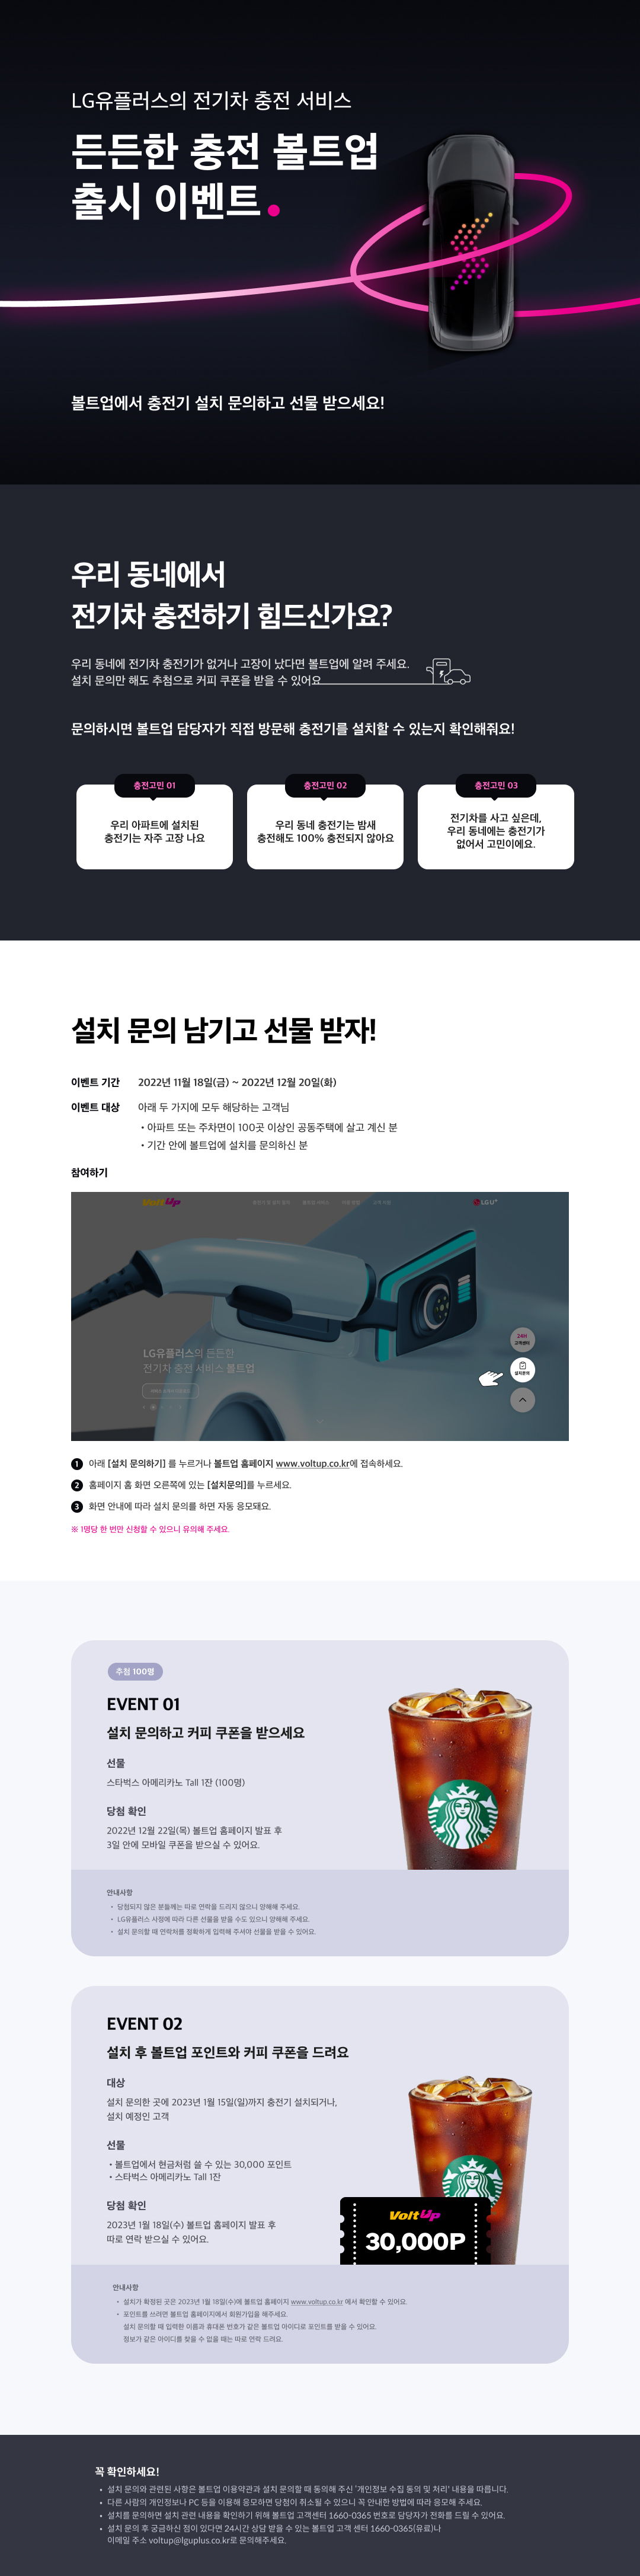 LG유플러스의 전기차 충전 서비스
든든한 충전 볼트업
출시 이벤트.
볼트업에서 충전기 설치 문의하고 선물 받으세요!
우리 동네에서
전기차 충전하기 힘드신가요?
우리 동네에 전기차 충전기가 없거나 고장이 났다면 볼트업에 알려 주세요.
설치 문의만 해도 추첨으로 커피 쿠폰을 받을 수 있어요
문의하시면 볼트업 담당자가 직접 방문해 충전기를 설치할 수 있는지 확인해줘요!
충전고민 01
우리 아파트에 설치된
충전기는 자주 고장 나요
충전고민 02
우리 동네 충전기는 밤새
충전해도 100% 충전되지 않아요
충전고민 03
전기차를 사고 싶은데,
우리 동네에는 충전기가
없어서 고민이에요.
설치 문의 남기고 선물 받자!
이벤트 기간 2022년 11월 18일(금) ~ 2022년 12월 20일(화)
이벤트 대상 아래 두 가지에 모두 해당하는 고객님
• 아파트 또는 주차면이 100곳 이상인 공동주택에 살고 계신 분
• 기간 안에 볼트업에 설치를 문의하신 분
참여하기
Volt Up
LG U+
LG유플러스의 든든한
전기차 충전 서비스 볼트업
24H
고객센터
설치문의
1 아래 [설치 문의하기] 를 누르거나 볼트업 홈페이지 www.voltup.co.kr에 접속하세요.
2 홈페이지 홈 화면 오른쪽에 있는 [설치문의]를 누르세요.
3 화면 안내에 따라 설치 문의를 하면 자동 응모돼요.
※ 1명당 한 번만 신청할 수 있으니 유의해 주세요.
추첨 100명
EVENT 01
설치 문의하고 커피 쿠폰을 받으세요
선물
스타벅스 아메리카노 Tall 1잔 (100명)
당첨 확인
2022년 12월 22일(목) 볼트업 홈페이지 발표 후
3일 안에 모바일 쿠폰을 받으실 수 있어요.
안내사항
• 당첨되지 않은 분들께는 따로 연락을 드리지 않으니 양해해 주세요.
• LG유플러스 사정에 따라 다른 선물을 받을 수도 있으니 양해해 주세요.
• 설치 문의할 때 연락처를 정확하게 입력해 주셔야 선물을 받을 수 있어요.
EVENT 02
설치 후 볼트업 포인트와 커피 쿠폰을 드려요
대상
설치 문의한 곳에 2023년 1월 15일(일)까지 충전기 설치되거나,
설치 예정인 고객
선물
• 볼트업에서 현금처럼 쓸 수 있는 30,000 포인트
• 스타벅스 아메리카노 Tall 1잔
당첨 확인
2023년 1월 18일(수) 볼트업 홈페이지 발표 후
따로 연락 받으실 수 있어요.
Volt Up
30,000P
안내사항
• 설치가 확정된 곳은 2023년 1월 18일(수)에 볼트업 홈페이지 www.voltup.co.kr 에서 확인할 수 있어요.
• 포인트를 쓰려면 볼트업 홈페이지에서 회원가입을 해주세요.
설치 문의할 때 입력한 이름과 휴대폰 번호가 같은 볼트업 아이디로 포인트를 받을 수 있어요.
정보가 같은 아이디를 찾을 수 없을 때는 따로 연락 드려요.
꼭 확인하세요!
• 설치 문의와 관련된 사항은 볼트업 이용약관과 설치 문의할 때 동의해 주신 '개인정보 수집 동의 및 처리' 내용을 따릅니다.
• 다른 사람의 개인정보나 PC 등을 이용해 응모하면 당첨이 취소될 수 있으니 꼭 안내한 방법에 따라 응모해 주세요.
• 설치를 문의하면 설치 관련 내용을 확인하기 위해 볼트업 고객센터 1660-0365 번호로 담당자가 전화를 드릴 수 있어요.
• 설치 문의 후 궁금하신 점이 있다면 24시간 상담 받을 수 있는 볼트업 고객 센터 1660-0365(유료)나
이메일 주소 voltup@lguplus.co.kr로 문의해주세요.